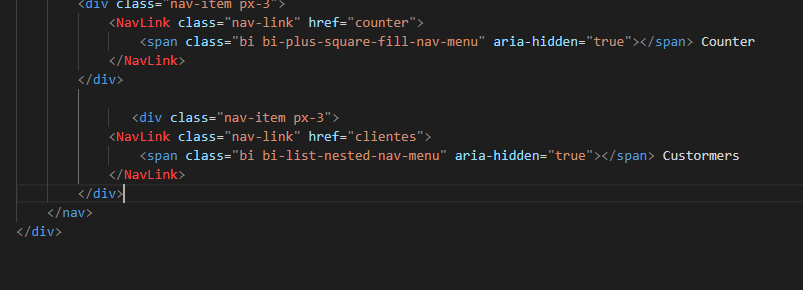 <div class="nav-item px-3">
<NavLink class="nav-link" href="counter">
<span class="bi bi-plus-square-fill-nav-menu" aria-hidden="true"></span> Counter
</NavLink>
</div>
<div class="nav-item px-3">
<NavLink class="nav-link" href="clientes">
<span class="bi bi-list-nested-nav-menu" aria-hidden="true"></span> Custormers
</NavLink>
</div>
</nav>
</div>